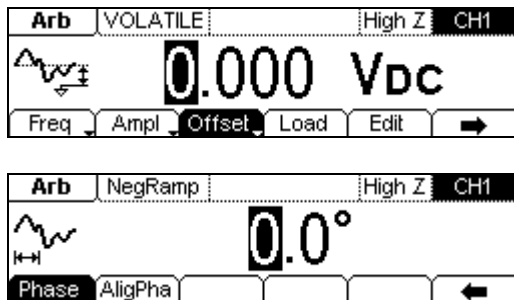 Arb VOLATILE High Z CH1
0.000 VDC
Freq Ampl Offset Load Edit
Arb NegRamp High Z CH1
0.0°
Phase AligPha